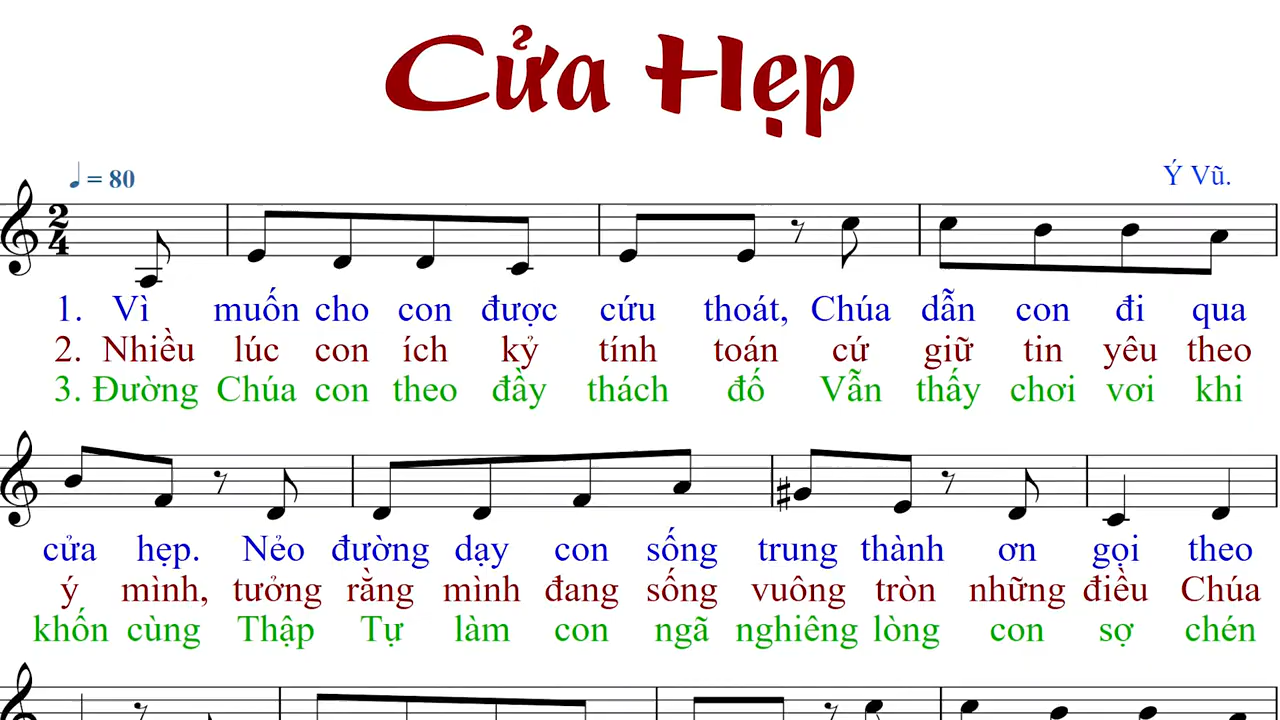 Cửa Hẹp
= 80
Ý Vũ.
2
4
1. Vì muốn cho con được cứu thoát, Chúa dẫn con đi qua
2. Nhiều lúc con ích kỷ tính toán cứ giữ tin yêu theo
3. Đường Chúa con theo đầy thách đố Vẫn thấy chơi vơi khi
cửa hẹp. Nẻo đường dạy con sống trung thành ơn gọi theo
ý mình, tưởng rằng mình đang sống vuông tròn những điều Chúa
khốn cùng Thập Tự làm con ngã nghiêng lòng con sợ chén